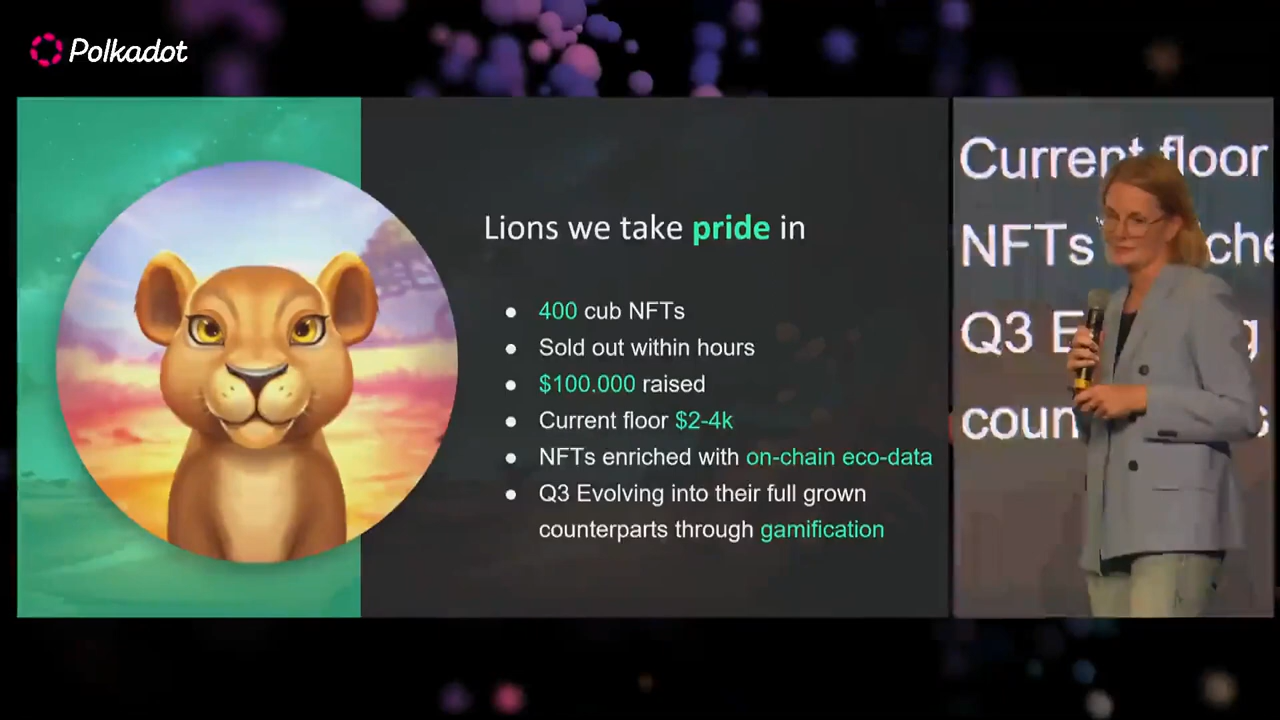 Polkadot
Lions we take pride in
● 400 cub NFTs
● Sold out within hours
● $100.000 raised
● Current floor $2-4k
● NFTs enriched with on-chain eco-data
● Q3 Evolving into their full grown
counterparts through gamification
Current floor
NFTs
Q3